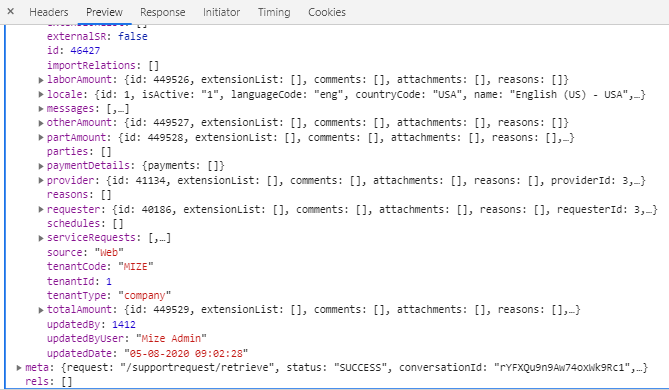 × Headers Preview Response Initiator Timing Cookies
externalSR: false
id: 46427
importRelations: []
▶ laborAmount: {id: 449526, extensionList: [], comments: [], attachments: [], reasons: []}
▶ locale: {id: 1, isActive: "1", languageCode: "eng", countryCode: "USA", name: "English (US) - USA",…}
▶ messages: [,…]
▶ otherAmount: {id: 449527, extensionList: [], comments: [], attachments: [], reasons: []}
▶ partAmount: {id: 449528, extensionList: [], comments: [], attachments: [], reasons: [],…}
parties: []
▶ paymentDetails: {payments: []}
▶ provider: {id: 41134, extensionList: [], comments: [], attachments: [], reasons: [], providerId: 3,…}
reasons: []
▶ requester: {id: 40186, extensionList: [], comments: [], attachments: [], reasons: [], requesterId: 3,…}
schedules: []
▶ serviceRequests: [,…]
source: "Web"
tenantCode: "MIZE"
tenantId: 1
tenantType: "company"
▶ totalAmount: {id: 449529, extensionList: [], comments: [], attachments: [], reasons: [],…}
updatedBy: 1412
updatedByUser: "Mize Admin"
updatedDate: "05-08-2020 09:02:28"
▶ meta: {request: "/supportrequest/retrieve", status: "SUCCESS", conversationId: "rYFXQu9n9Aw74oxWk9Rc1",…}
rels: []